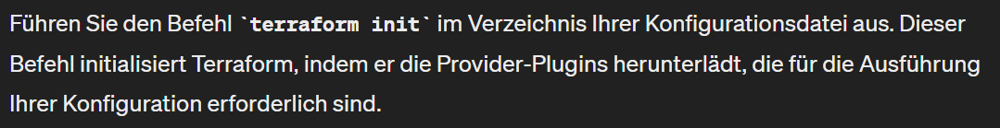 Führen Sie den Befehl `terraform init` im Verzeichnis Ihrer Konfigurationsdatei aus. Dieser
Befehl initialisiert Terraform, indem er die Provider-Plugins herunterlädt, die für die Ausführung
Ihrer Konfiguration erforderlich sind.